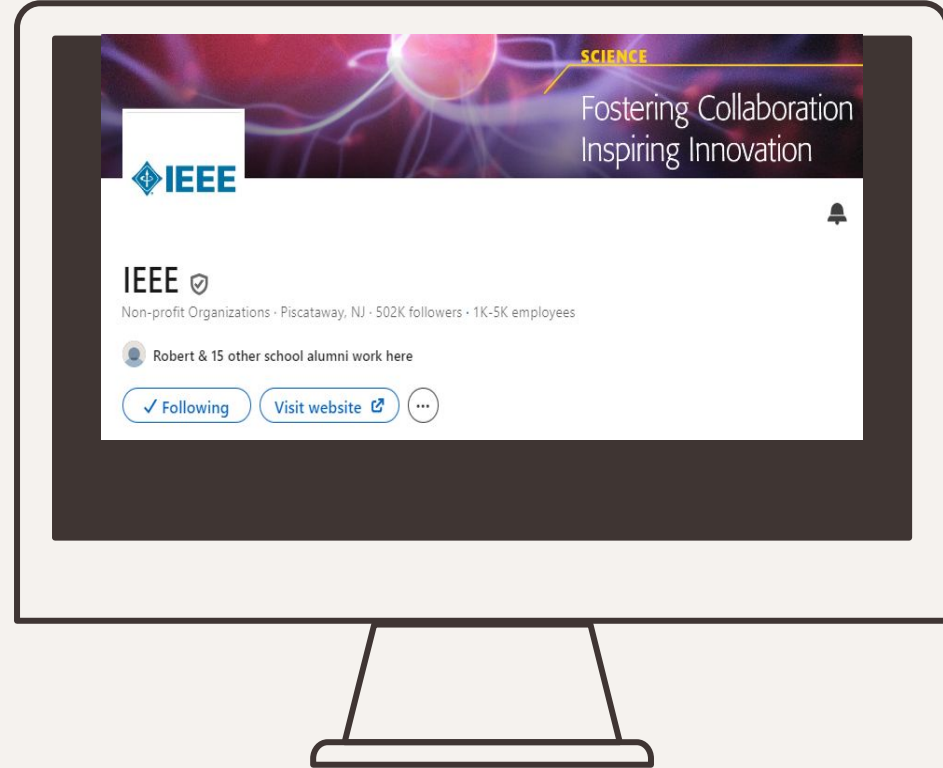 SCIENCE
Fostering Collaboration
Inspiring Innovation
IEEE
IEEE
Non-profit Organizations · Piscataway, NJ · 502K followers · 1K-5K employees
Robert & 15 other school alumni work here
✓ Following Visit website ···